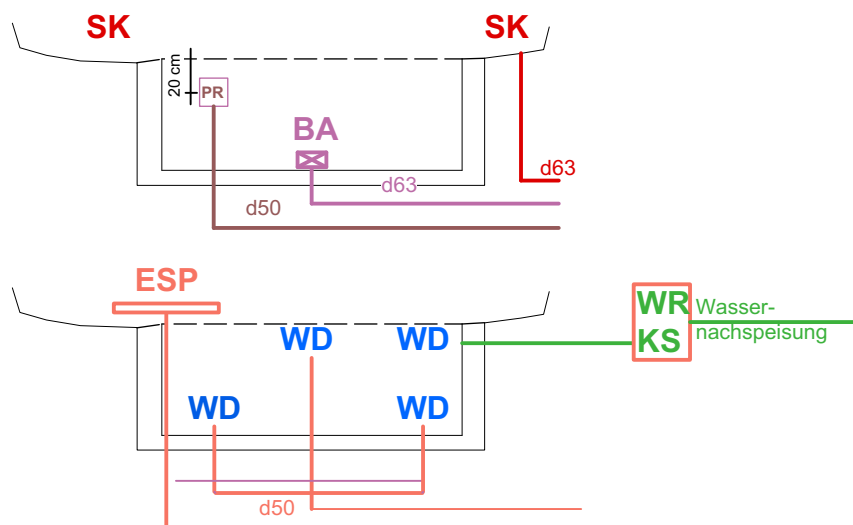 SK
SK
20 cm
PR
BA
d63
d63
d50
ESP
WD
WD
WR
KS
Wasser-
nachspeisung
WD
WD
d50